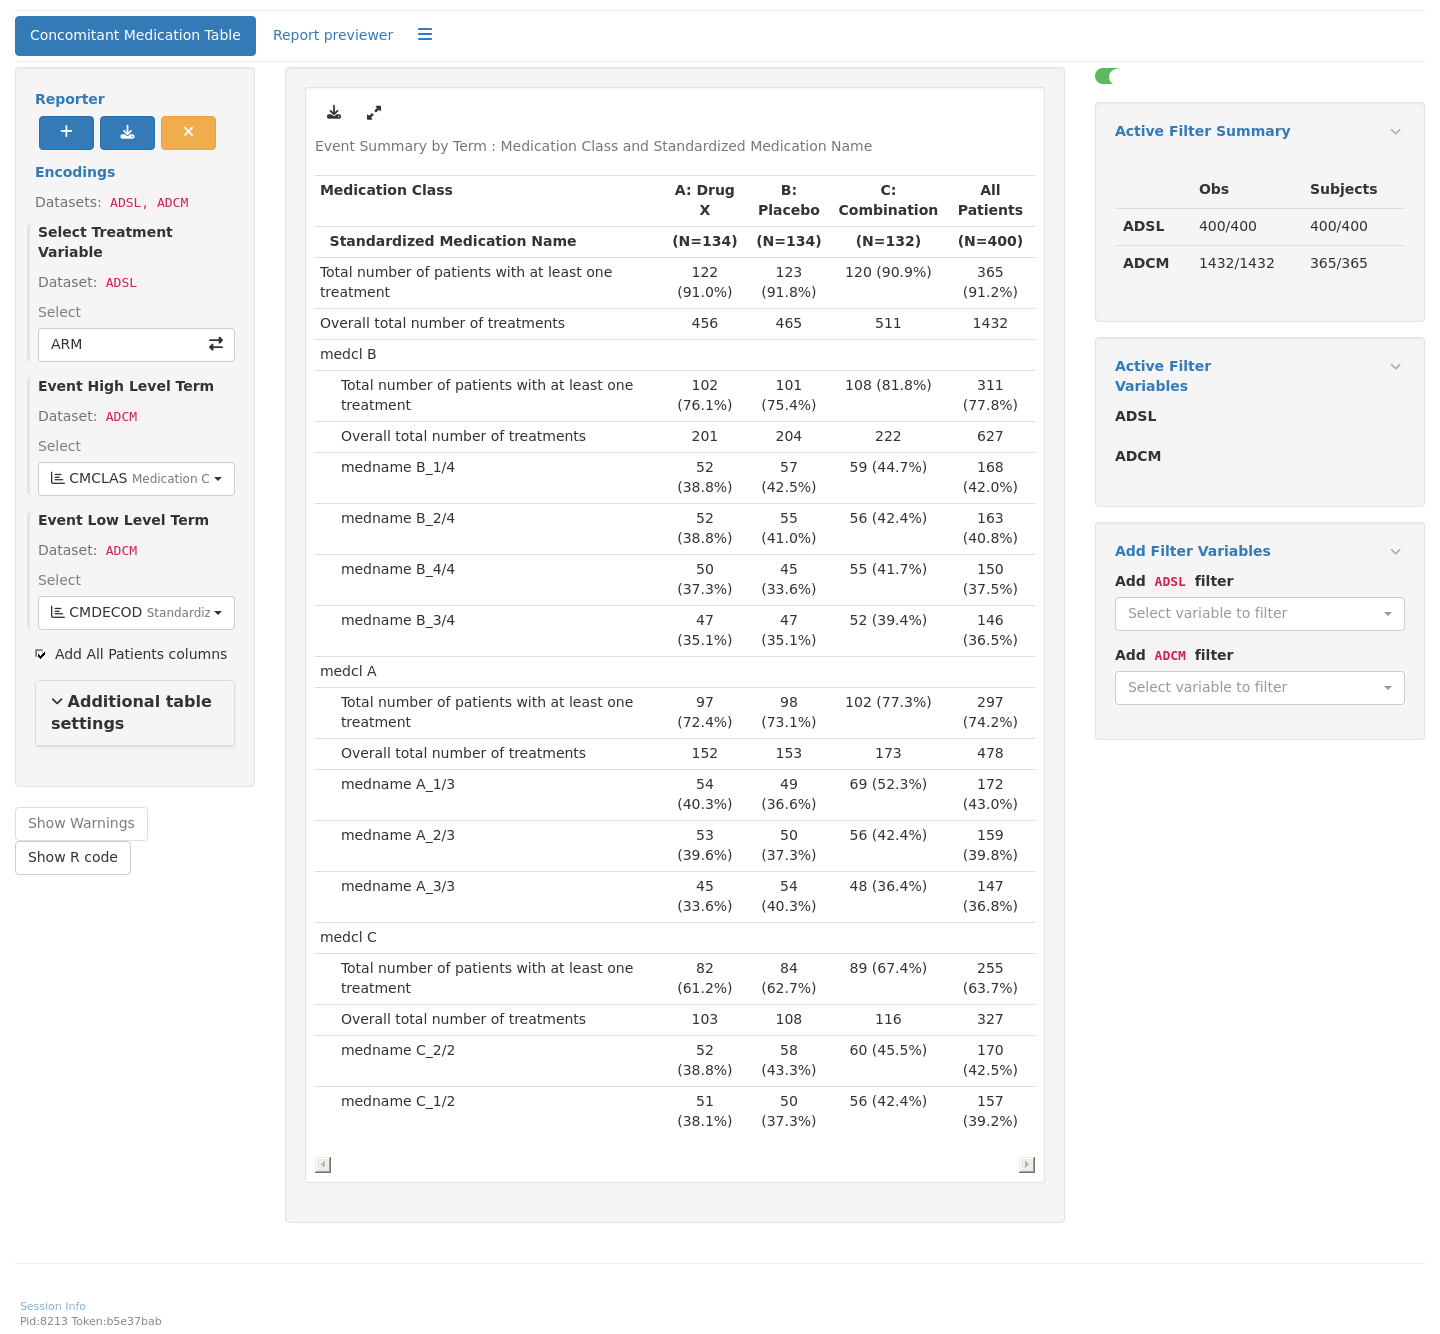 Concomitant Medication Table
Report previewer
Reporter
Encodings
Datasets: ADSL, ADCM
Select Treatment
Variable
Dataset: ADSL
Select
ARM
Event High Level Term
Dataset: ADCM
Select
CMCLAS Medication C
Event Low Level Term
Dataset: ADCM
Select
CMDECOD Standardiz
Add All Patients columns
Additional table
settings
Show Warnings
Show R code
Event Summary by Term : Medication Class and Standardized Medication Name
Medication Class A: Drug B: C: All
X Placebo Combination Patients
Standardized Medication Name (N=134) (N=134) (N=132) (N=400)
Total number of patients with at least one 122 123 120 (90.9%) 365
treatment (91.0%) (91.8%) (91.2%)
Overall total number of treatments 456 465 511 1432
medcl B
Total number of patients with at least one 102 101 108 (81.8%) 311
treatment (76.1%) (75.4%) (77.8%)
Overall total number of treatments 201 204 222 627
medname B_1/4 52 57 59 (44.7%) 168
(38.8%) (42.5%) (42.0%)
medname B_2/4 52 55 56 (42.4%) 163
(38.8%) (41.0%) (40.8%)
medname B_4/4 50 45 55 (41.7%) 150
(37.3%) (33.6%) (37.5%)
medname B_3/4 47 47 52 (39.4%) 146
(35.1%) (35.1%) (36.5%)
medcl A
Total number of patients with at least one 97 98 102 (77.3%) 297
treatment (72.4%) (73.1%) (74.2%)
Overall total number of treatments 152 153 173 478
medname A_1/3 54 49 69 (52.3%) 172
(40.3%) (36.6%) (43.0%)
medname A_2/3 53 50 56 (42.4%) 159
(39.6%) (37.3%) (39.8%)
medname A_3/3 45 54 48 (36.4%) 147
(33.6%) (40.3%) (36.8%)
medcl C
Total number of patients with at least one 82 84 89 (67.4%) 255
treatment (61.2%) (62.7%) (63.7%)
Overall total number of treatments 103 108 116 327
medname C_2/2 52 58 60 (45.5%) 170
(38.8%) (43.3%) (42.5%)
medname C_1/2 51 50 56 (42.4%) 157
(38.1%) (37.3%) (39.2%)
Active Filter Summary
Obs Subjects
ADSL 400/400 400/400
ADCM 1432/1432 365/365
Active Filter
Variables
ADSL
ADCM
Add Filter Variables
Add ADSL filter
Select variable to filter
Add ADCM filter
Select variable to filter
Session Info
Pid:8213 Token:b5e37bab